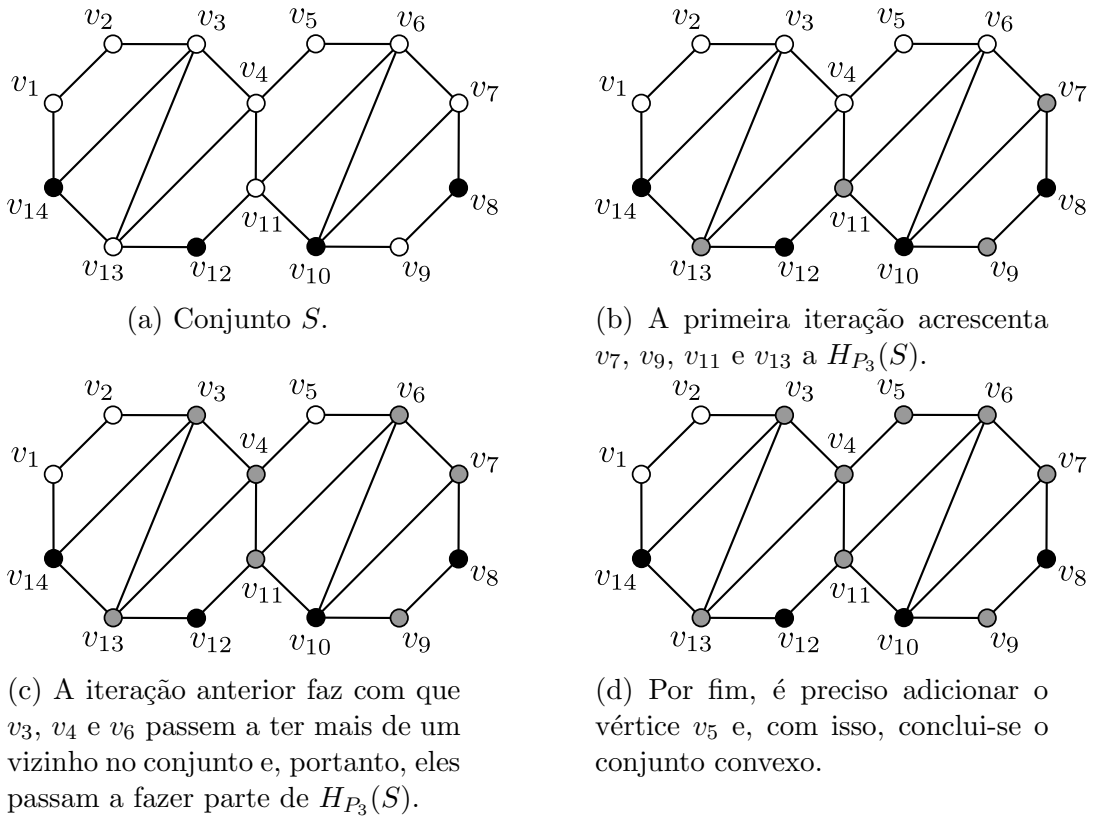 v₂ v₃ v₅ v₆
v₁ v₄ v₇
v₁₄ v₁₁ v₈
v₁₃ v₁₂ v₁₀ v₉
(a) Conjunto S.
v₂ v₃ v₅ v₆
v₁ v₄ v₇
v₁₄ v₁₁ v₈
v₁₃ v₁₂ v₁₀ v₉
(b) A primeira iteração acrescenta
v₇, v₉, v₁₁ e v₁₃ a H_{P₃}(S).
v₂ v₃ v₅ v₆
v₁ v₄ v₇
v₁₄ v₁₁ v₈
v₁₃ v₁₂ v₁₀ v₉
(c) A iteração anterior faz com que
v₃, v₄ e v₆ passem a ter mais de um
vizinho no conjunto e, portanto, eles
passam a fazer parte de H_{P₃}(S).
v₂ v₃ v₅ v₆
v₁ v₄ v₇
v₁₄ v₁₁ v₈
v₁₃ v₁₂ v₁₀ v₉
(d) Por fim, é preciso adicionar o
vértice v₅ e, com isso, conclui-se o
conjunto convexo.